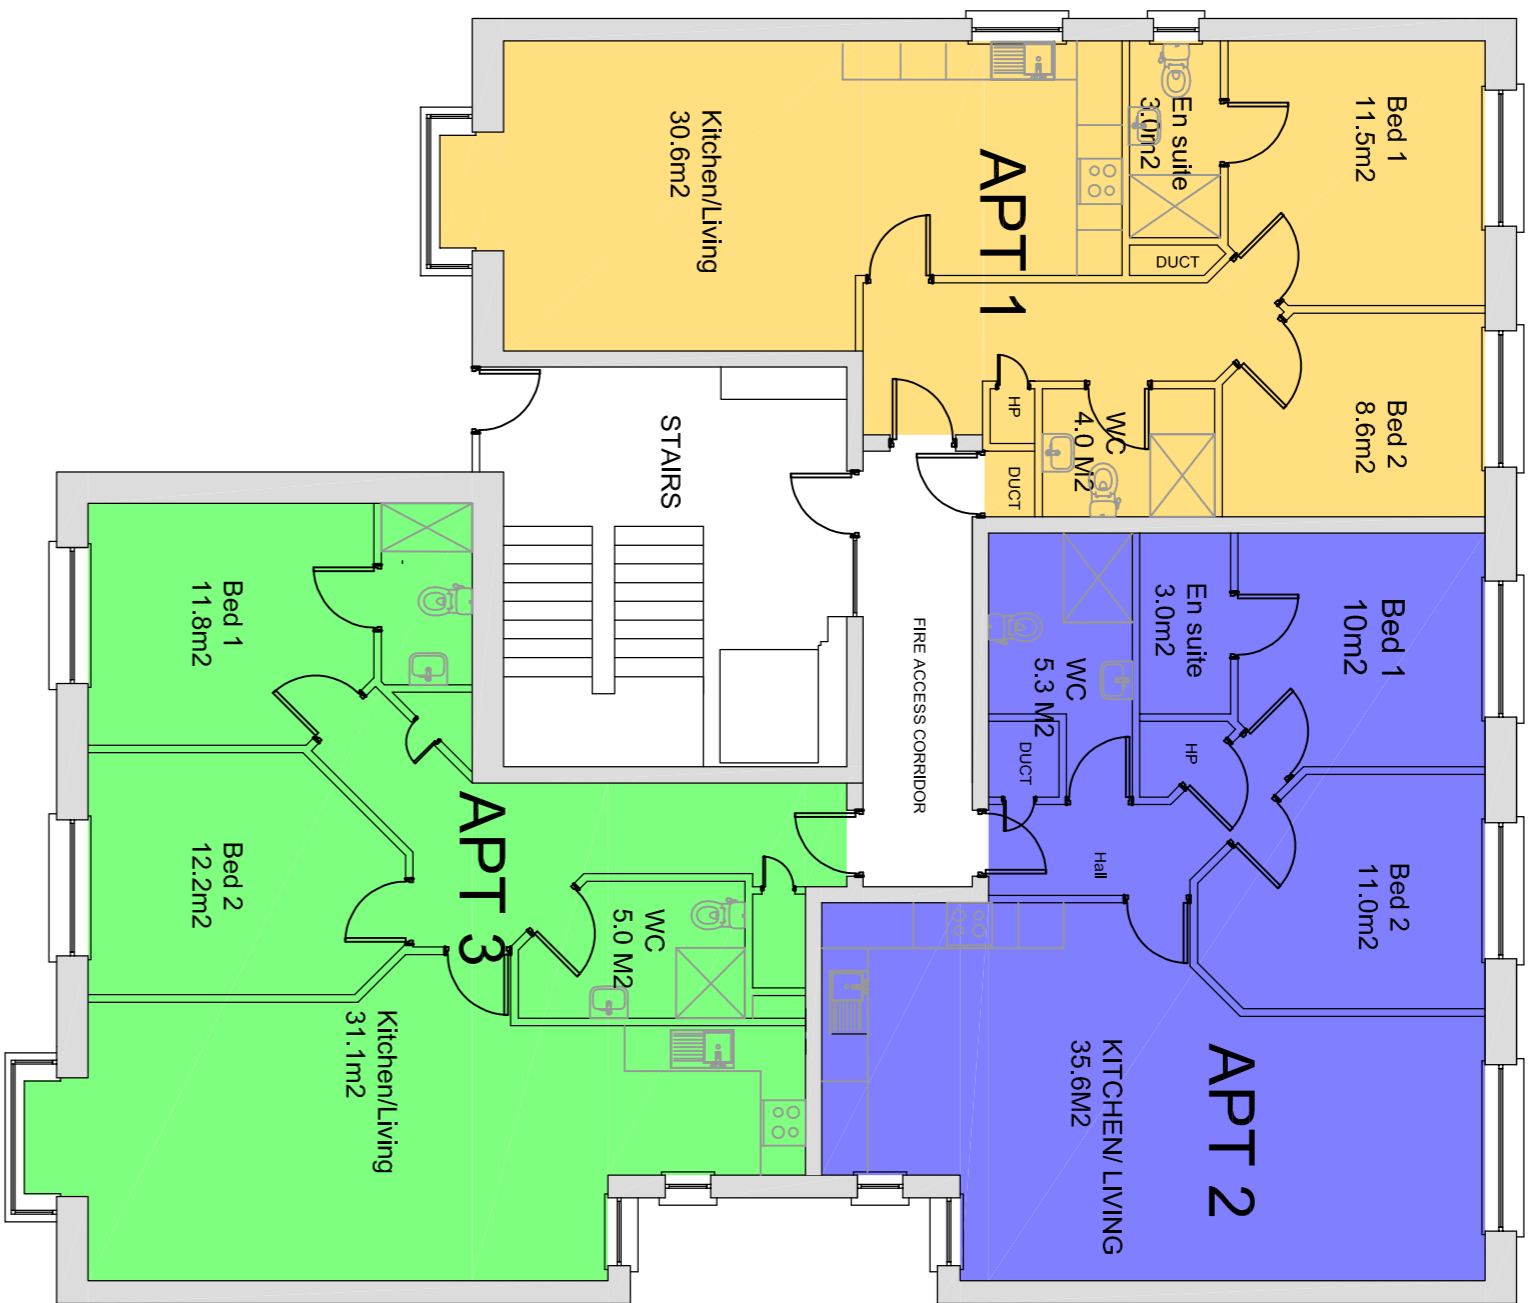 APT 1
Kitchen/Living
30.6m2
En suite
3.0m2
Bed 1
11.5m2
DUCT
Bed 2
8.6m2
HP
WC
4.0 M2
DUCT
STAIRS
FIRE ACCESS CORRIDOR
APT 2
Bed 1
10m2
En suite
3.0m2
WC
5.3 M2
DUCT
HP
Hall
Bed 2
11.0m2
KITCHEN/ LIVING
35.6M2
APT 3
Bed 1
11.8m2
Bed 2
12.2m2
WC
5.0 M2
Kitchen/Living
31.1m2